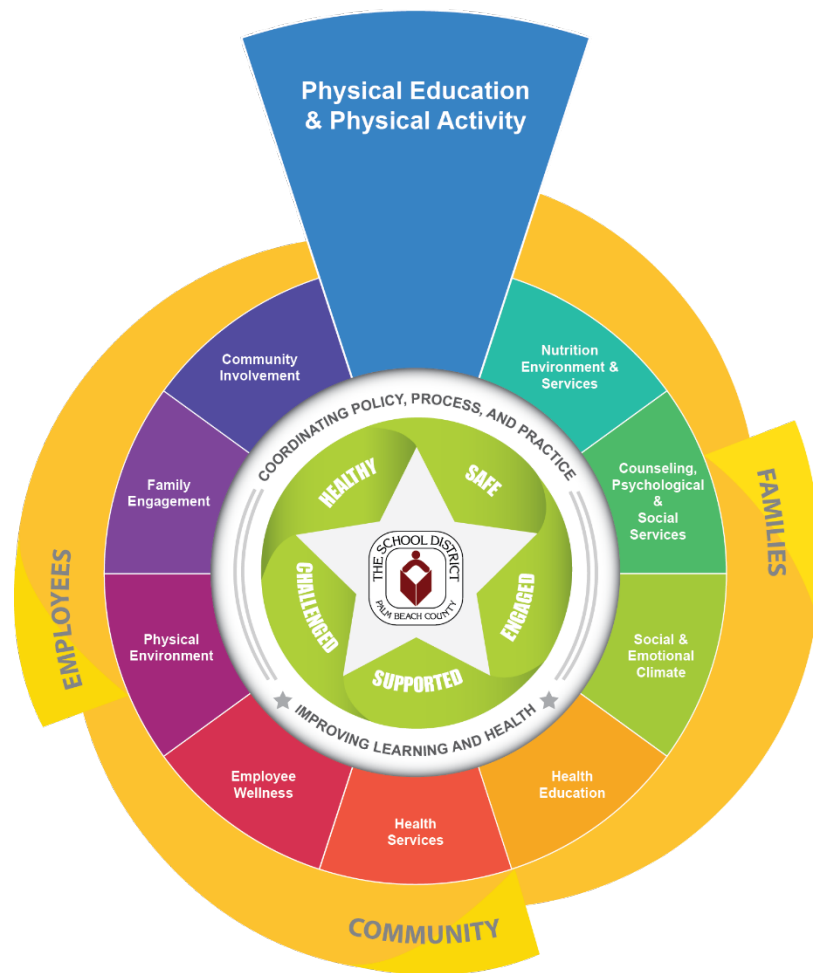 Physical Education
& Physical Activity
Nutrition
Environment &
Services
Counseling,
Psychological
&
Social
Services
Social &
Emotional
Climate
Health
Education
Health
Services
Employee
Wellness
Physical
Environment
Family
Engagement
Community
Involvement
COORDINATING POLICY, PROCESS, AND PRACTICE
IMPROVING LEARNING AND HEALTH
HEALTHY
SAFE
ENGAGED
SUPPORTED
CHALLENGED
THE SCHOOL DISTRICT
PALM BEACH COUNTY
FAMILIES
COMMUNITY
EMPLOYEES